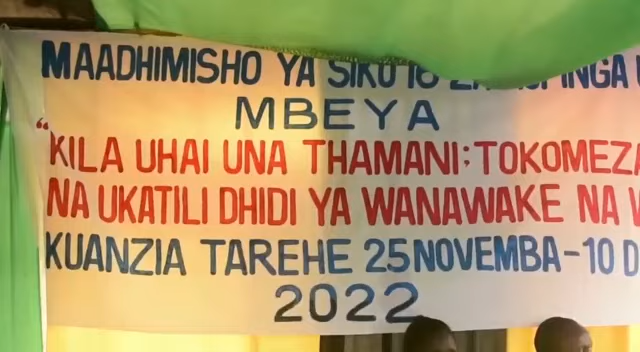 MAADHIMISHO YA SIKU 16 ZA
MBEYA
"KILA UHAI UNA THAMANI; TOKOMEZA
NA UKATILI DHIDI YA WANAWAKE NA
KUANZIA TAREHE 25 NOVEMBA - 10 D
2022